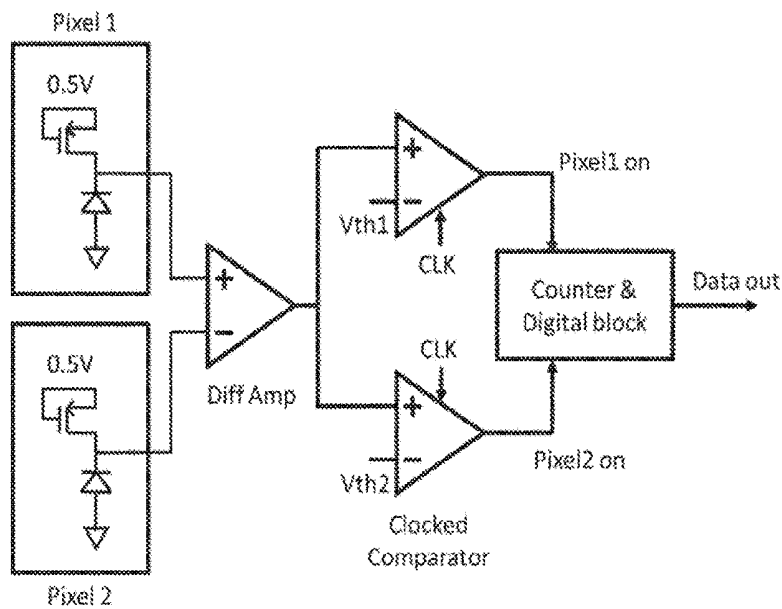 Pixel 1
0.5V
+
−
Vth1
CLK
Pixel1 on
+
−
Diff Amp
Counter &
Digital block
Data out
0.5V
CLK
+
−
Vth2
Pixel2 on
Clocked
Comparator
Pixel 2